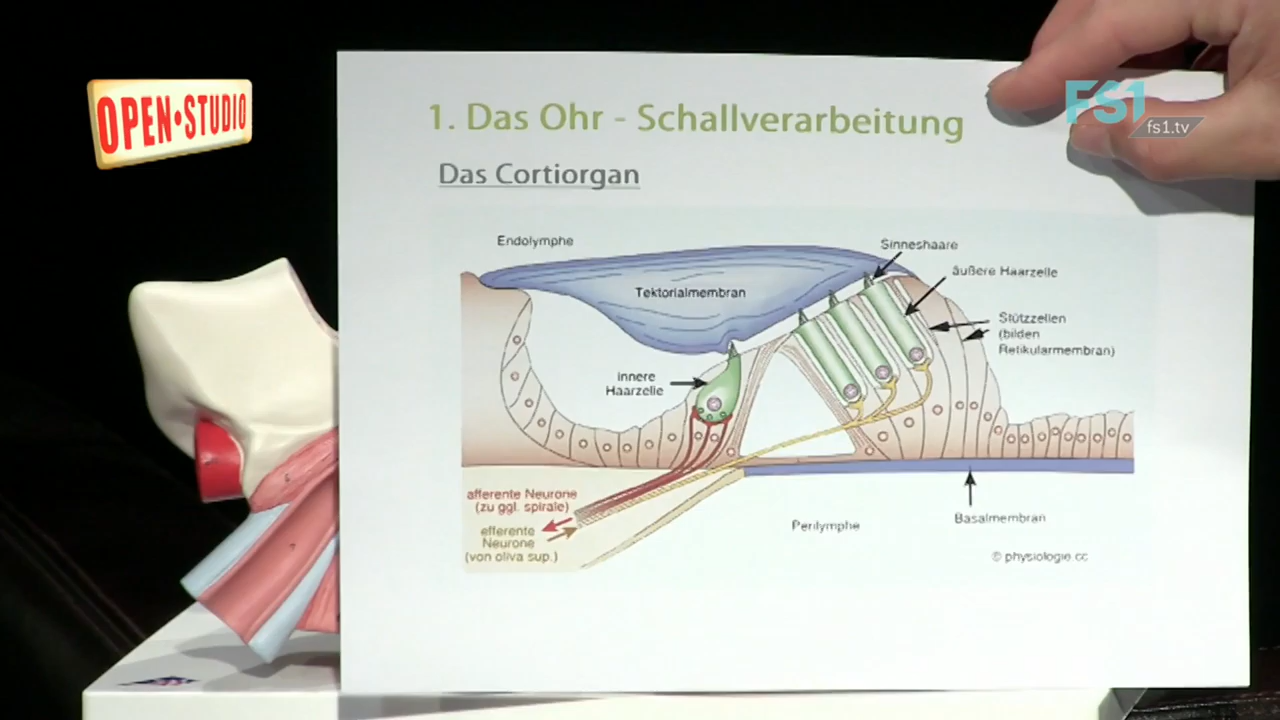 OPEN•STUDIO
FS1
fs1.tv
1. Das Ohr - Schallverarbeitung
Das Cortiorgan
Endolymphe
Sinneshaare
äußere Haarzelle
Tektorialmembran
Stützzellen
(bilden
Retikularmembran)
innere
Haarzelle
afferente Neurone
(zu ggl. spirale)
efferente
Neurone
(von oliva sup.)
Perilymphe
Basalmembran
© physiologie.cc